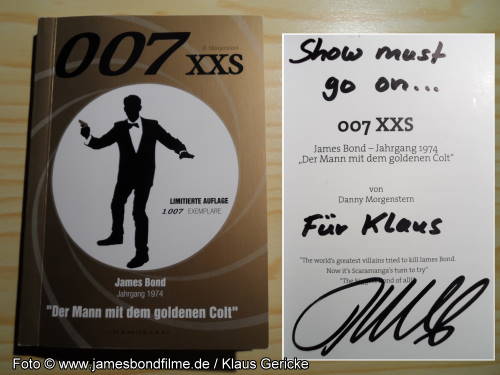 007
XXS
LIMITIERTE AUFLAGE
1007 EXEMPLARE
James Bond
Jahrgang 1974
"Der Mann mit dem goldenen Colt"
Show must
go on...
007 XXS
James Bond – Jahrgang 1974
„Der Mann mit dem goldenen Colt"
von
Danny Morgenstern
Für Klaus
"The world's greatest villains tried to kill James Bond.
Now it's Scaramanga's turn to try"
Foto © www.jamesbondfilme.de / Klaus Gericke